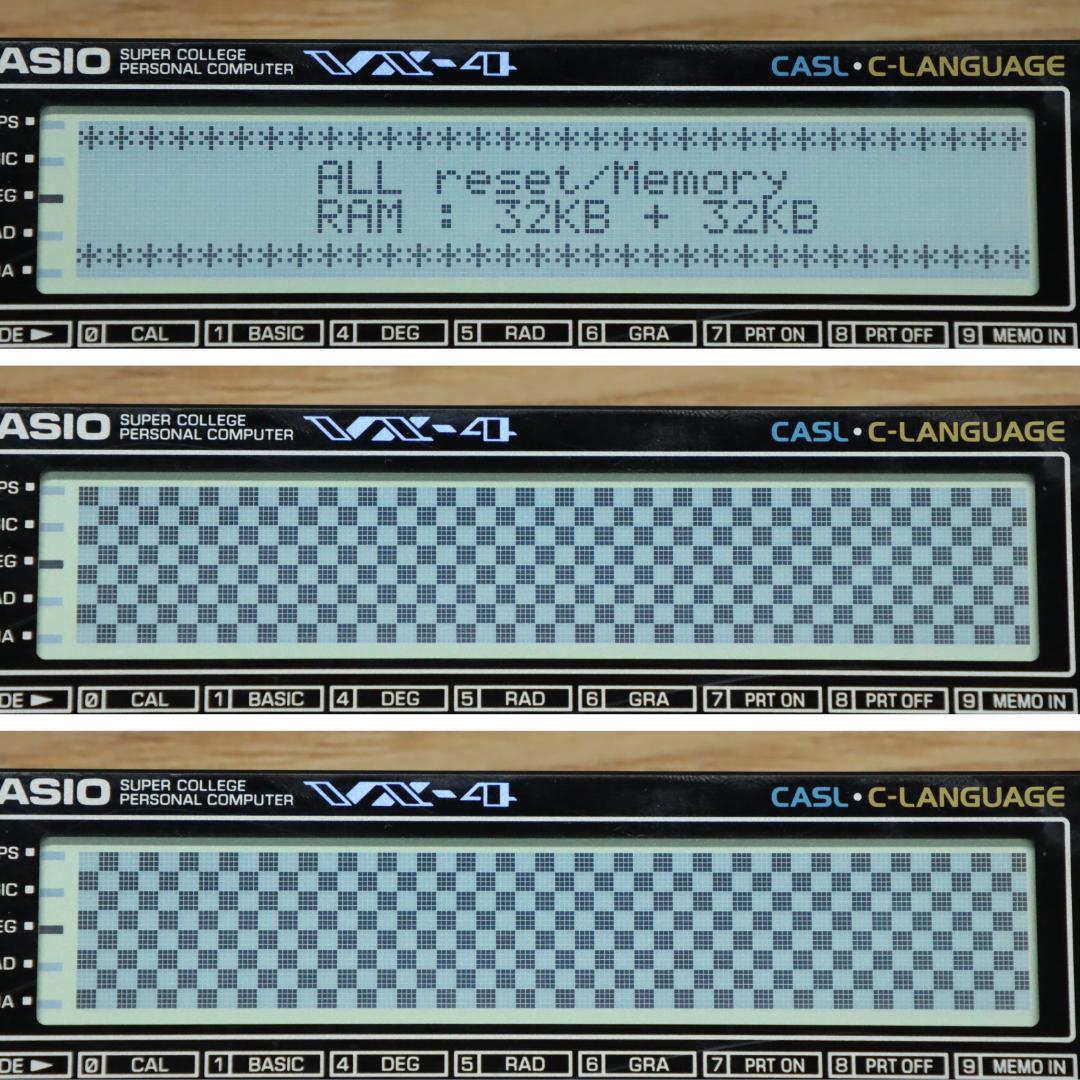 ASIO SUPER COLLEGE PERSONAL COMPUTER VX-4 CASL・C-LANGUAGE
PS
IC
EG
AD
A
ALL reset/Memory
RAM : 32KB + 32KB
DE ► 0 CAL 1 BASIC 4 DEG 5 RAD 6 GRA 7 PRT ON 8 PRT OFF 9 MEMO IN
ASIO SUPER COLLEGE PERSONAL COMPUTER VX-4 CASL・C-LANGUAGE
PS
IC
EG
AD
A
DE ► 0 CAL 1 BASIC 4 DEG 5 RAD 6 GRA 7 PRT ON 8 PRT OFF 9 MEMO IN
ASIO SUPER COLLEGE PERSONAL COMPUTER VX-4 CASL・C-LANGUAGE
PS
IC
EG
AD
A
DE ► 0 CAL 1 BASIC 4 DEG 5 RAD 6 GRA 7 PRT ON 8 PRT OFF 9 MEMO IN